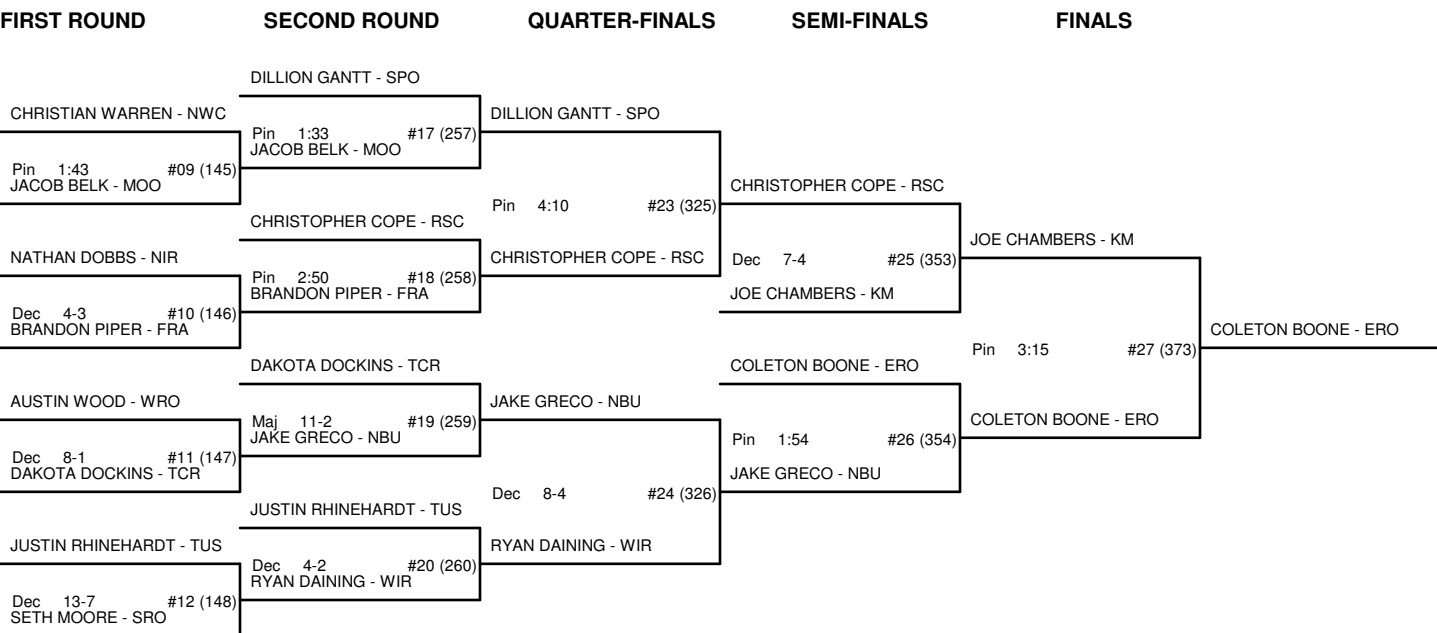 FIRST ROUND SECOND ROUND QUARTER-FINALS SEMI-FINALS FINALS
DILLION GANTT - SPO
CHRISTIAN WARREN - NWC
DILLION GANTT - SPO
Pin 1:33 #17 (257)
JACOB BELK - MOO
Pin 1:43 #09 (145)
JACOB BELK - MOO
CHRISTOPHER COPE - RSC
Pin 4:10 #23 (325)
CHRISTOPHER COPE - RSC
JOE CHAMBERS - KM
NATHAN DOBBS - NIR
CHRISTOPHER COPE - RSC
Dec 7-4 #25 (353)
Pin 2:50 #18 (258)
BRANDON PIPER - FRA
JOE CHAMBERS - KM
Dec 4-3 #10 (146)
BRANDON PIPER - FRA
COLETON BOONE - ERO
Pin 3:15 #27 (373)
DAKOTA DOCKINS - TCR
COLETON BOONE - ERO
AUSTIN WOOD - WRO
JAKE GRECO - NBU
COLETON BOONE - ERO
Maj 11-2 #19 (259)
JAKE GRECO - NBU
Pin 1:54 #26 (354)
Dec 8-1 #11 (147)
DAKOTA DOCKINS - TCR
JAKE GRECO - NBU
Dec 8-4 #24 (326)
JUSTIN RHINEHARDT - TUS
JUSTIN RHINEHARDT - TUS
RYAN DAINING - WIR
Dec 4-2 #20 (260)
RYAN DAINING - WIR
Dec 13-7 #12 (148)
SETH MOORE - SRO